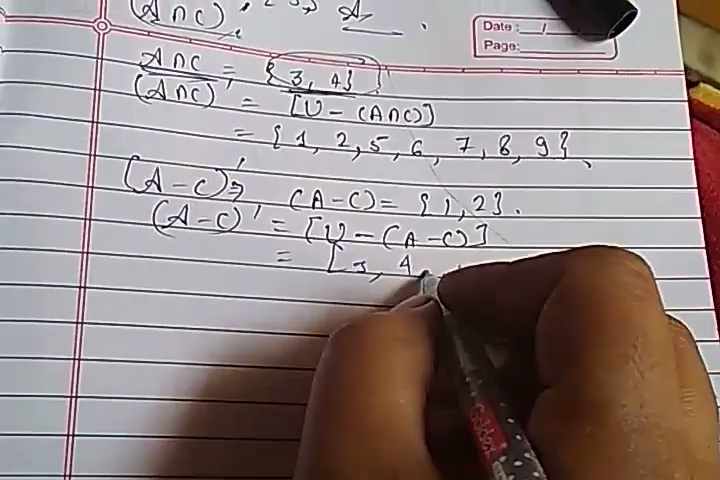 (A∩C)'
Date : /
Page:
A∩C = {3, 4}
(A∩C)' = [U - (A∩C)]
= {1, 2, 5, 6, 7, 8, 9}
(A-C)' ⇒ (A-C) = {1, 2}.
(A-C)' = [U - (A-C)]
= [3, 4,